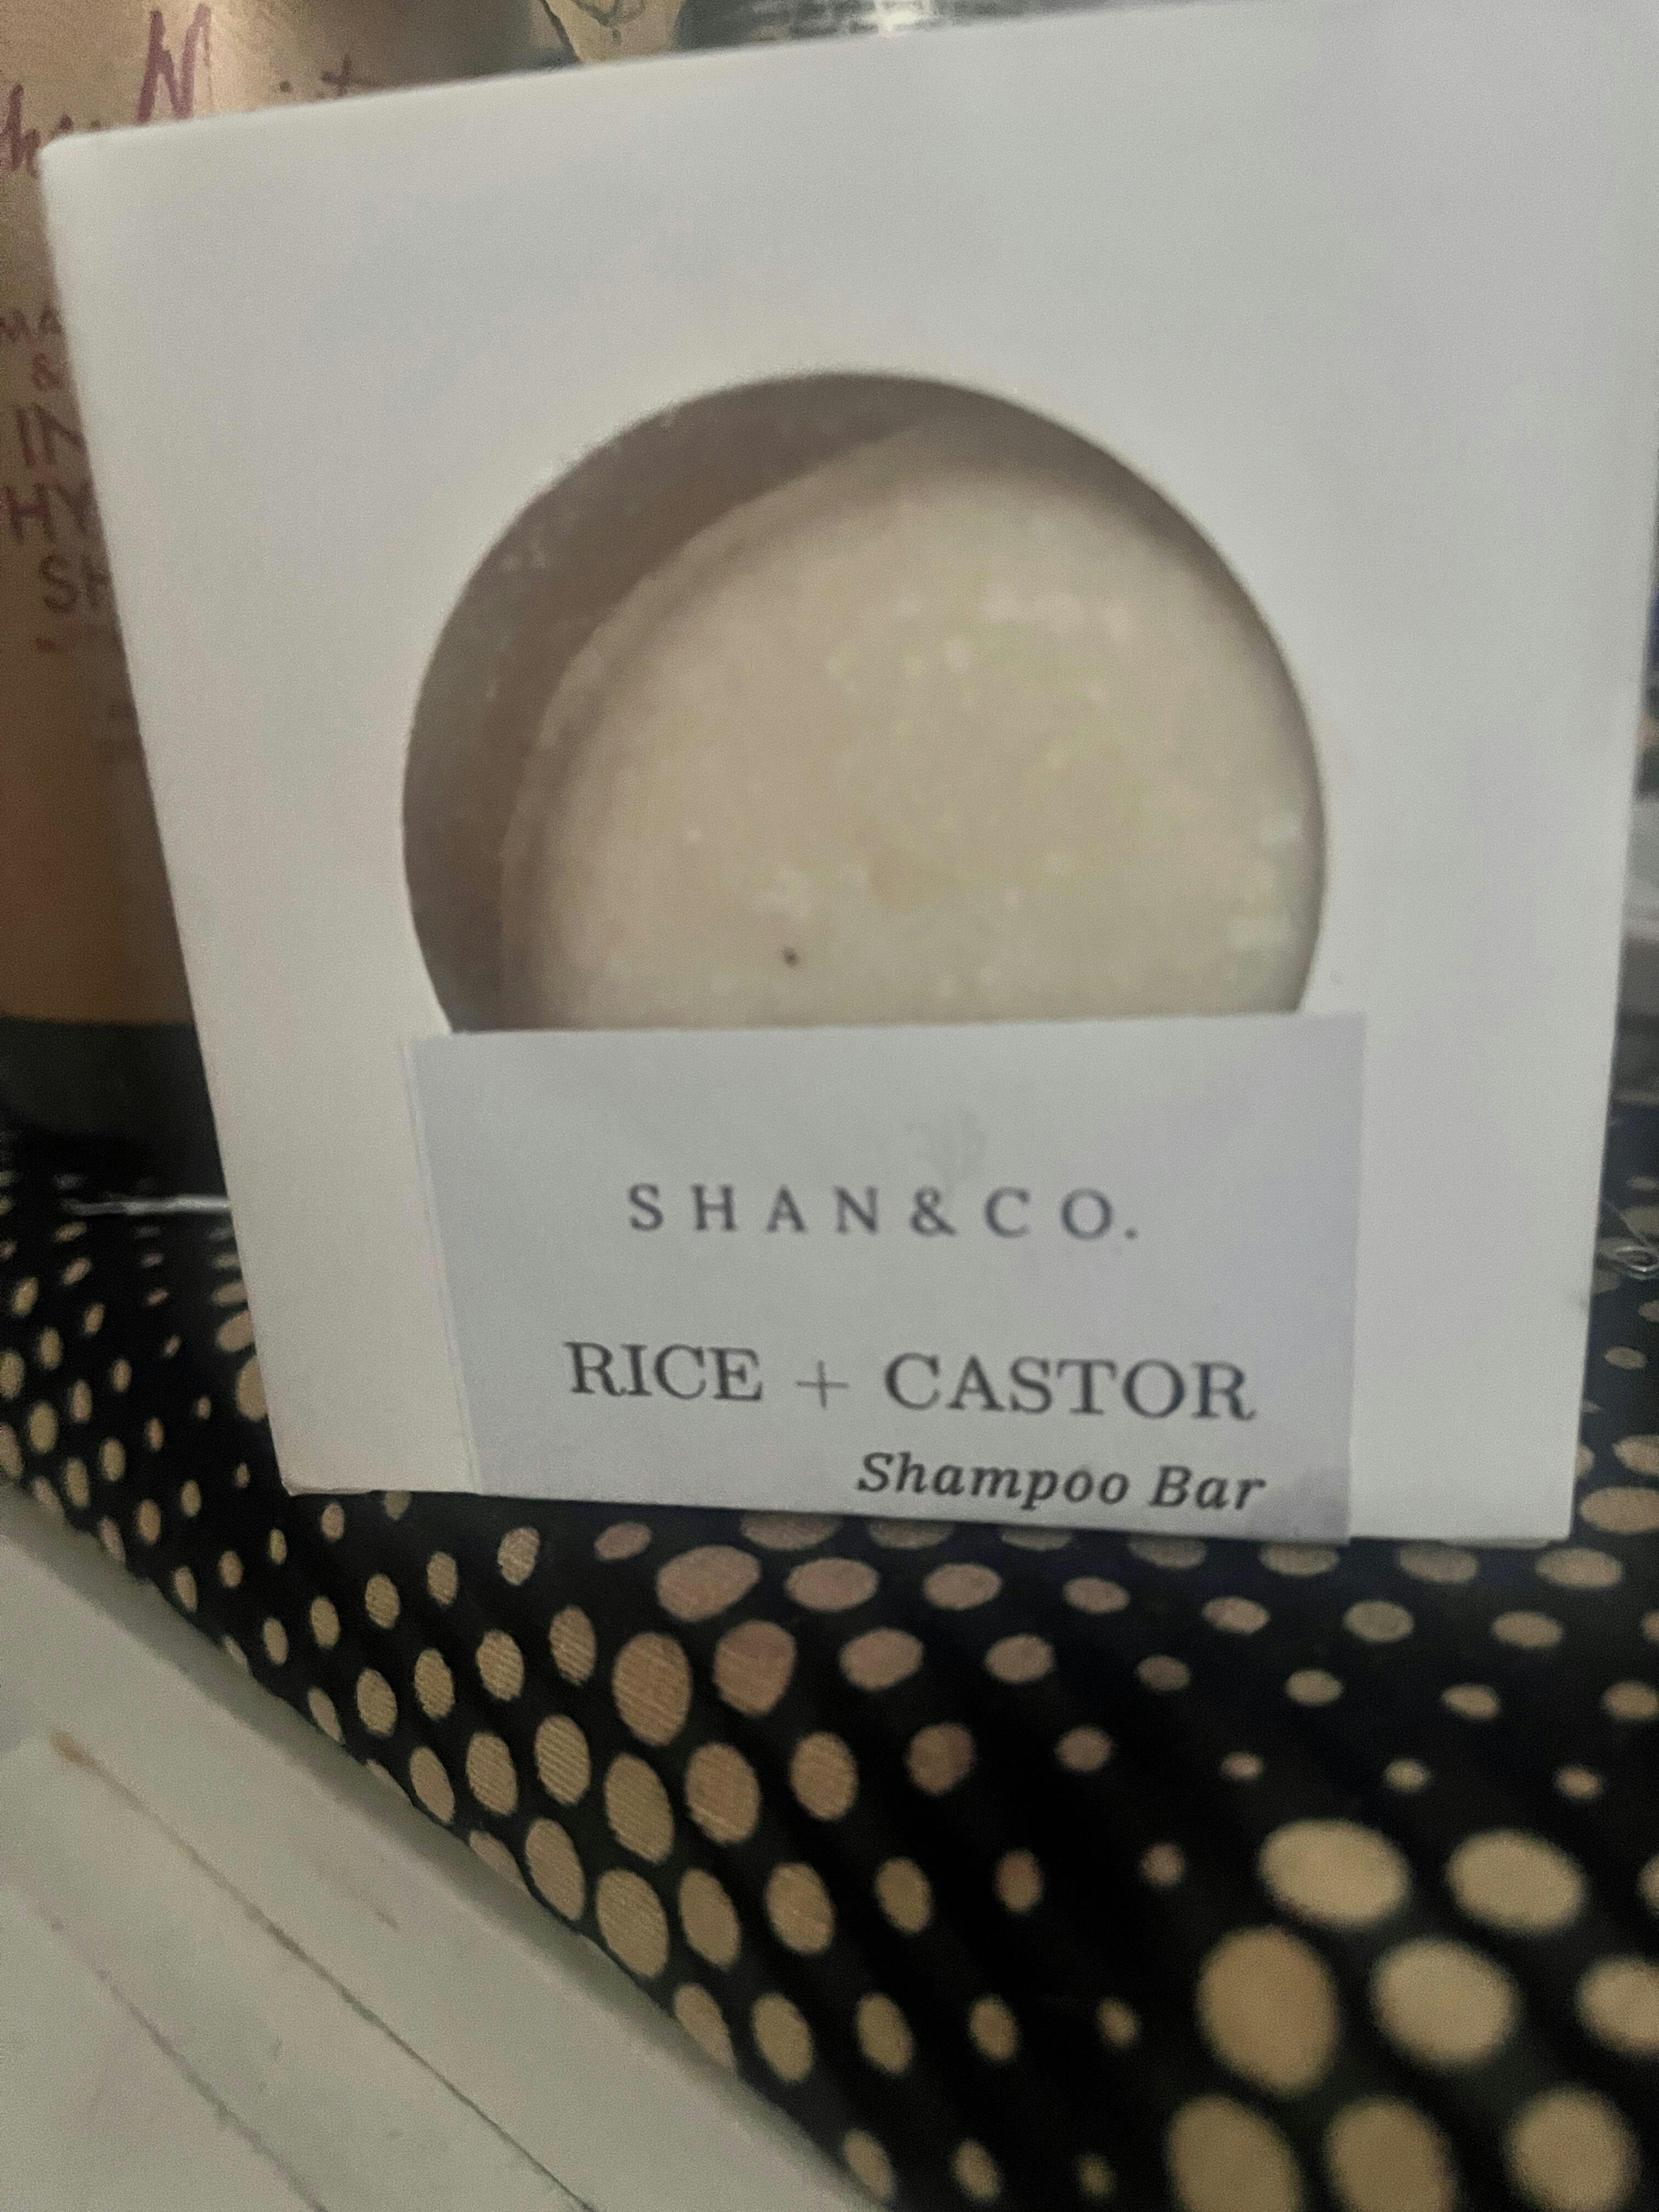 SHAN&CO.
RICE + CASTOR
Shampoo Bar